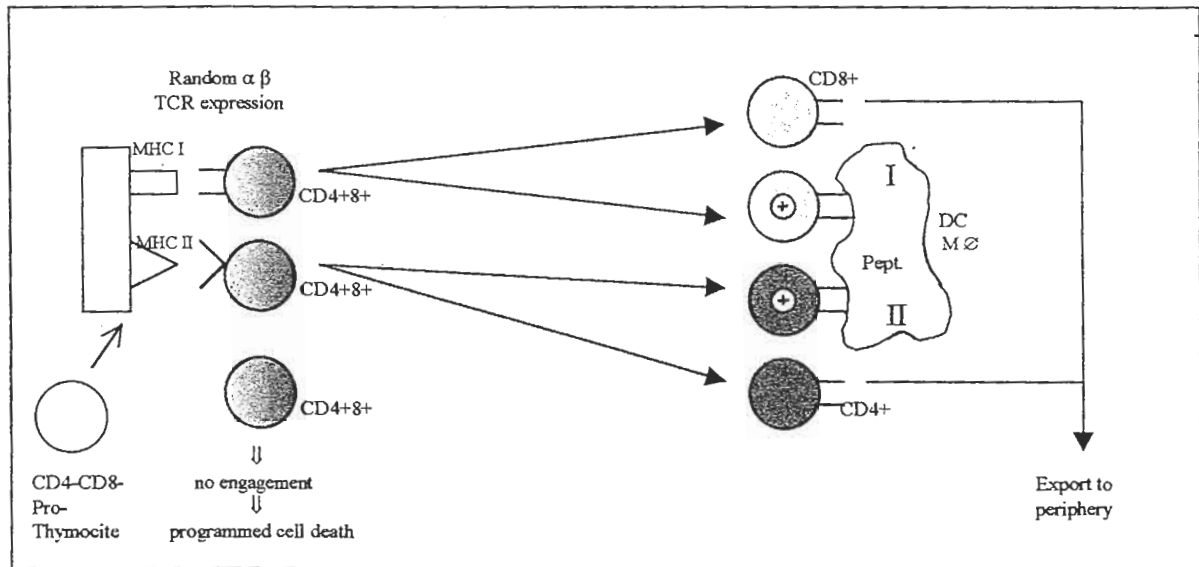 Random α β
TCR expression
MHC I
CD4+8+
MHC II
CD4+8+
CD4+8+
CD4-CD8-
Pro-
Thymocite
⇓
no engagement
⇓
programmed cell death
CD8+
+
I
DC
M ∅
Pept.
+
II
CD4+
Export to
periphery